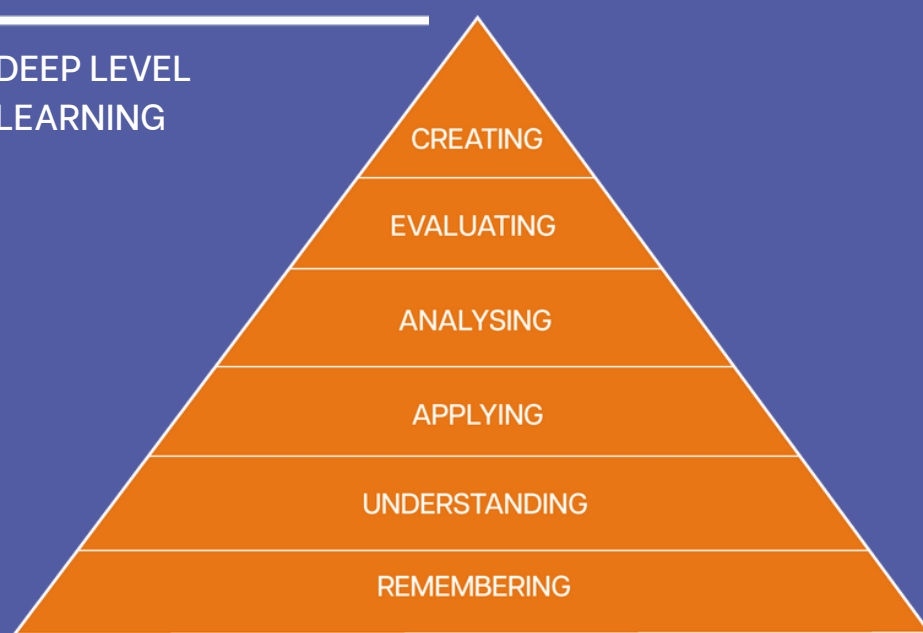 DEEP LEVEL
LEARNING
CREATING
EVALUATING
ANALYSING
APPLYING
UNDERSTANDING
REMEMBERING